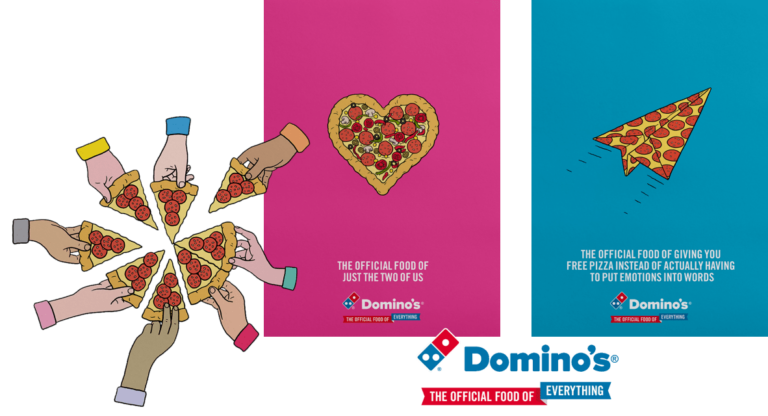 THE OFFICIAL FOOD OF
JUST THE TWO OF US
Domino's®
THE OFFICIAL FOOD OF EVERYTHING
THE OFFICIAL FOOD OF GIVING YOU
FREE PIZZA INSTEAD OF ACTUALLY HAVING
TO PUT EMOTIONS INTO WORDS
Domino's®
THE OFFICIAL FOOD OF EVERYTHING
Domino's®
THE OFFICIAL FOOD OF EVERYTHING